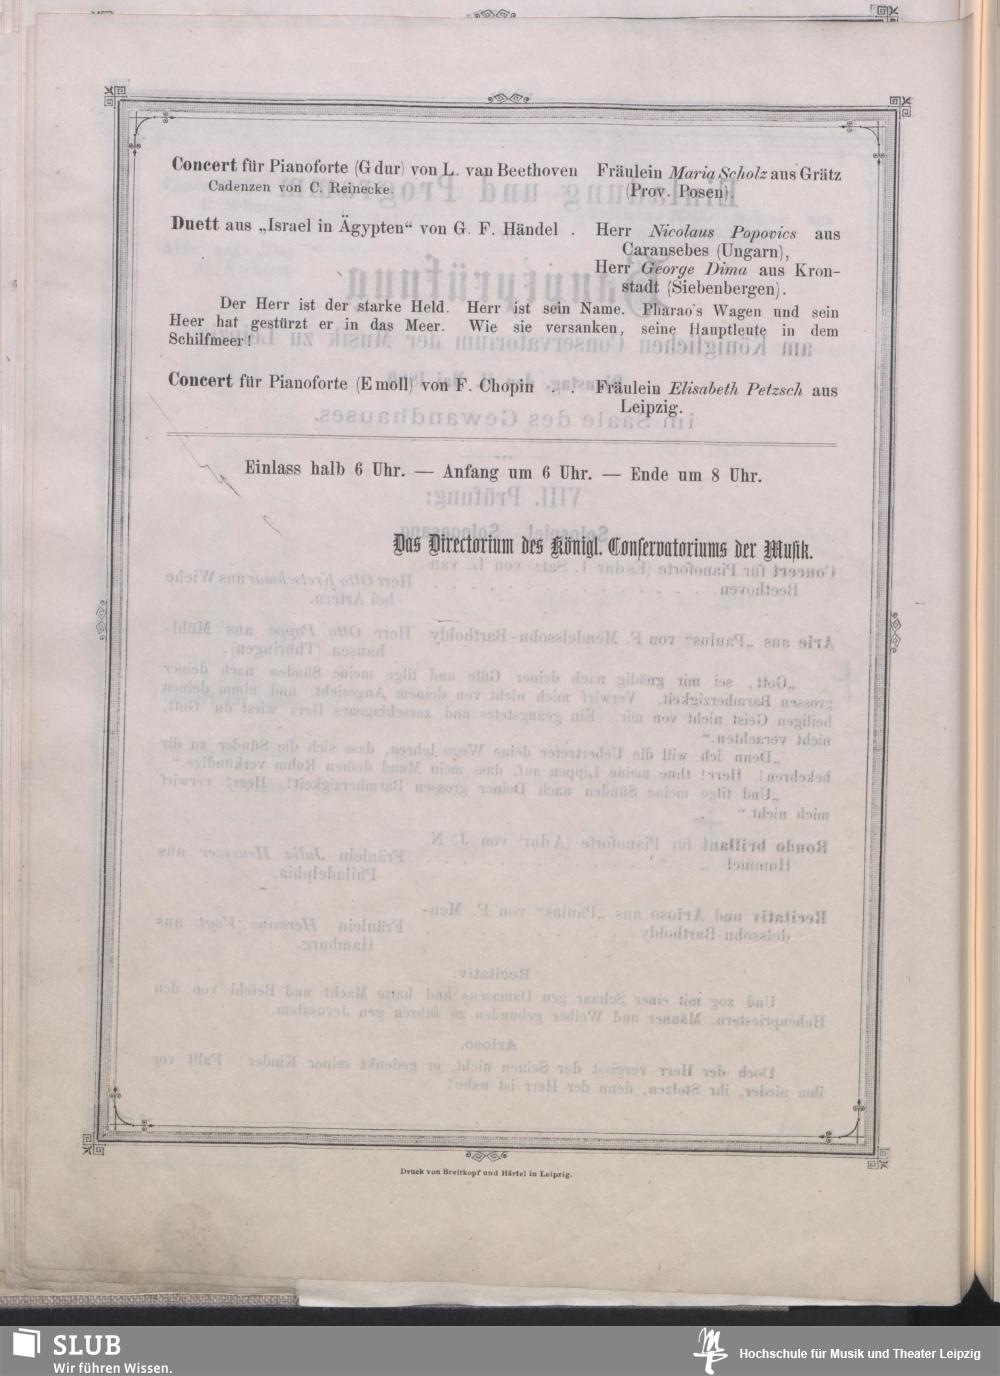 Concert für Pianoforte (G dur) von L. van Beethoven Fräulein Maria Scholz aus Grätz
Cadenzen von C. Reinecke. (Prov. Posen).
Duett aus „Israel in Ägypten“ von G. F. Händel . Herr Nicolaus Popovics aus
Caransebes (Ungarn),
Herr George Dima aus Kron-
stadt (Siebenbergen).
Der Herr ist der starke Held. Herr ist sein Name. Pharao's Wagen und sein
Heer hat gestürzt er in das Meer. Wie sie versanken, seine Hauptleute in dem
Schilfmeer!
Concert für Pianoforte (E moll) von F. Chopin . . Fräulein Elisabeth Petzsch aus
Leipzig.
Einlass halb 6 Uhr. — Anfang um 6 Uhr. — Ende um 8 Uhr.
Das Directorium des Königl. Conservatoriums der Musik.
Druck von Breitkopf und Härtel in Leipzig.
SLUB
Wir führen Wissen.
Hochschule für Musik und Theater Leipzig